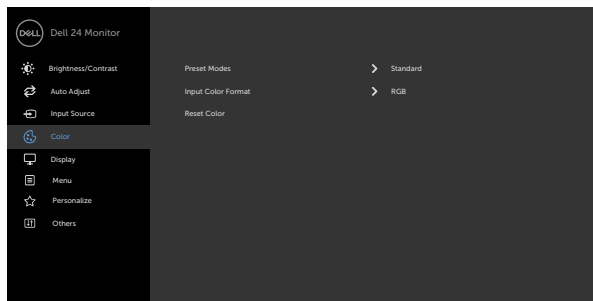 DELL Dell 24 Monitor
Brightness/Contrast
Auto Adjust
Input Source
Color
Display
Menu
Personalize
Others
Preset Modes Standard
Input Color Format RGB
Reset Color